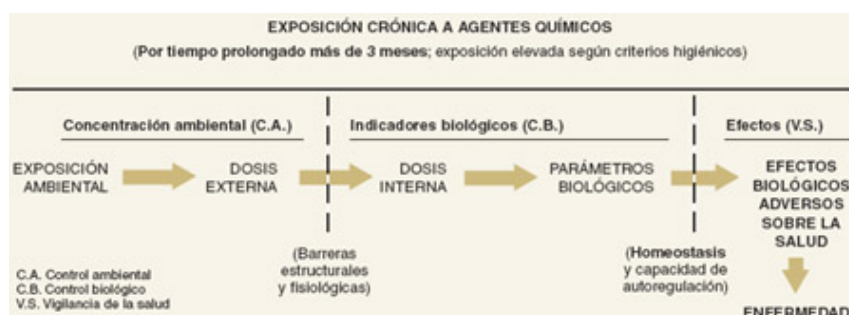 EXPOSICIÓN CRÓNICA A AGENTES QUÍMICOS
(Por tiempo prolongado más de 3 meses; exposición elevada según criterios higiénicos)
Concentración ambiental (C.A.)
Indicadores biológicos (C.B.)
Efectos (V.S.)
EXPOSICIÓN
AMBIENTAL
DOSIS
EXTERNA
DOSIS
INTERNA
PARÁMETROS
BIOLÓGICOS
EFECTOS
BIOLÓGICOS
ADVERSOS
SOBRE LA
SALUD
(Barreras
estructurales
y fisiológicas)
(Homeostasis
y capacidad de
autorregulación)
C.A. Control ambiental
C.B. Control biológico
V.S. Vigilancia de la salud
ENFERMEDAD